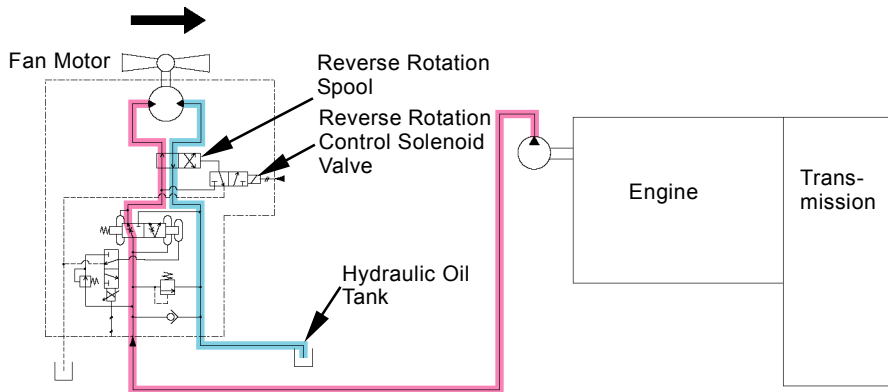 Fan Motor
Reverse Rotation
Spool
Reverse Rotation
Control Solenoid
Valve
Hydraulic Oil
Tank
Engine
Trans-
mission